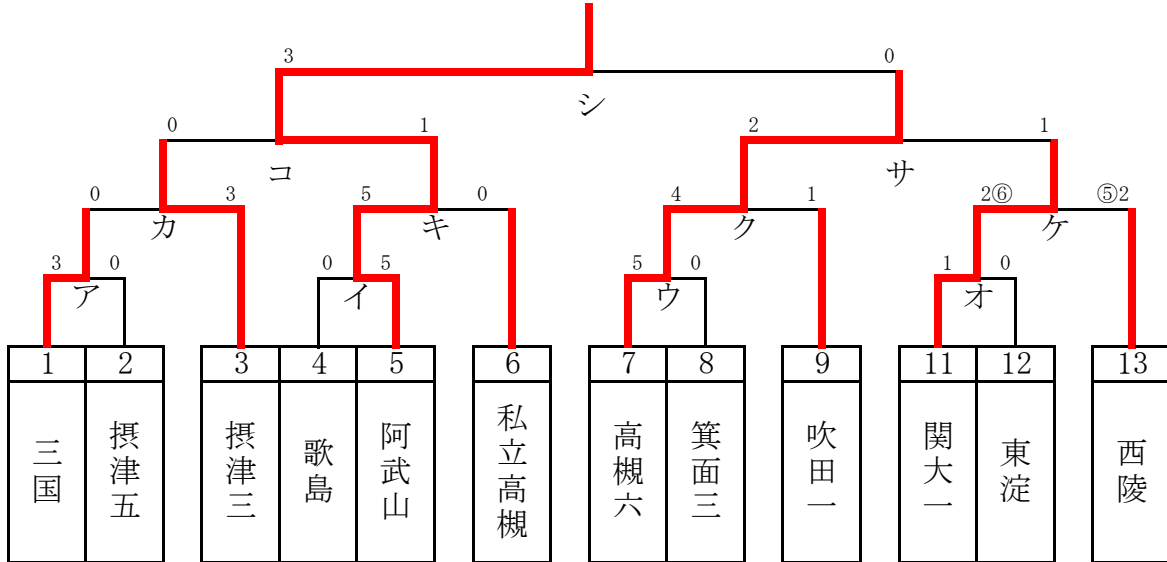 3 0
シ
0 1 2 1
コ サ
0 3 5 0 4 1 2⑥ ⑤2
カ キ ク ケ
3 0 0 5 5 0 1 0
ア イ ウ オ
1 2 3 4 5 6 7 8 9 11 12 13
三国
摂津五
摂津三
歌島
阿武山
私立高槻
高槻六
箕面三
吹田一
関大一
東淀
西陵